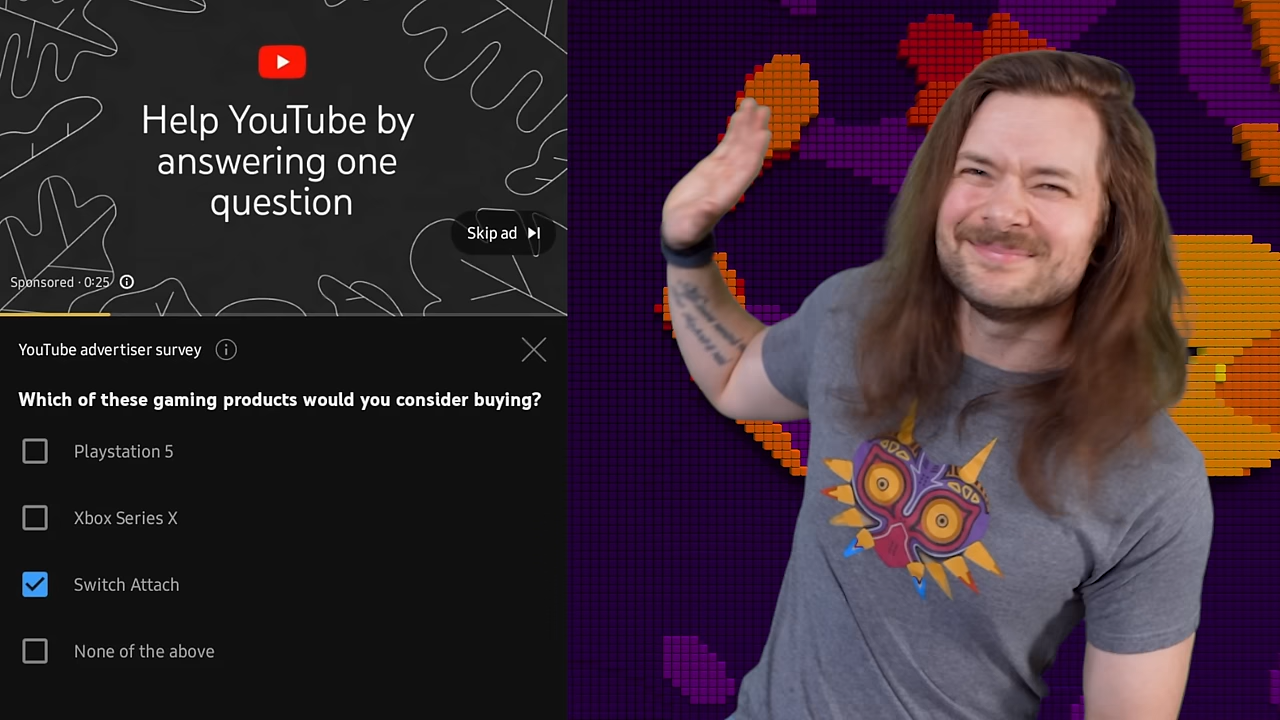 Help YouTube by
answering one
question
Skip ad
Sponsored · 0:25
YouTube advertiser survey
Which of these gaming products would you consider buying?
Playstation 5
Xbox Series X
Switch Attach
None of the above